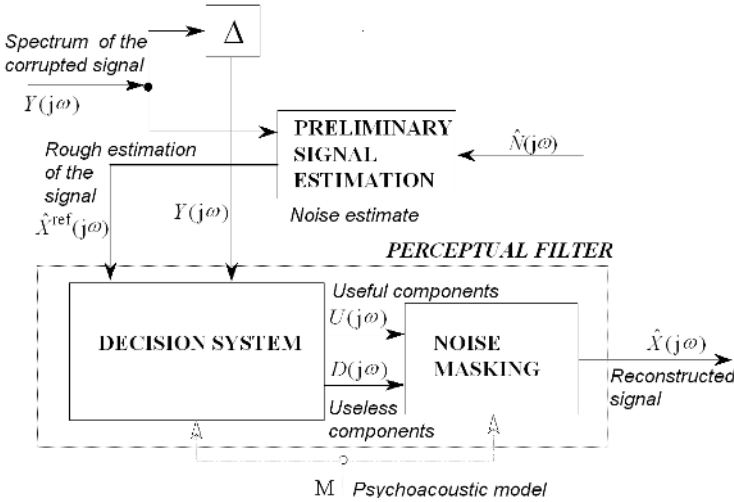 Δ
Spectrum of the
corrupted signal
Y(jω)
PRELIMINARY
SIGNAL
ESTIMATION
N̂(jω)
Rough estimation
of the
signal
X̂ref(jω)
Y(jω)
Noise estimate
PERCEPTUAL FILTER
DECISION SYSTEM
Useful components
U(jω)
D(jω)
Useless
components
NOISE
MASKING
X̂(jω)
Reconstructed
signal
M Psychoacoustic model